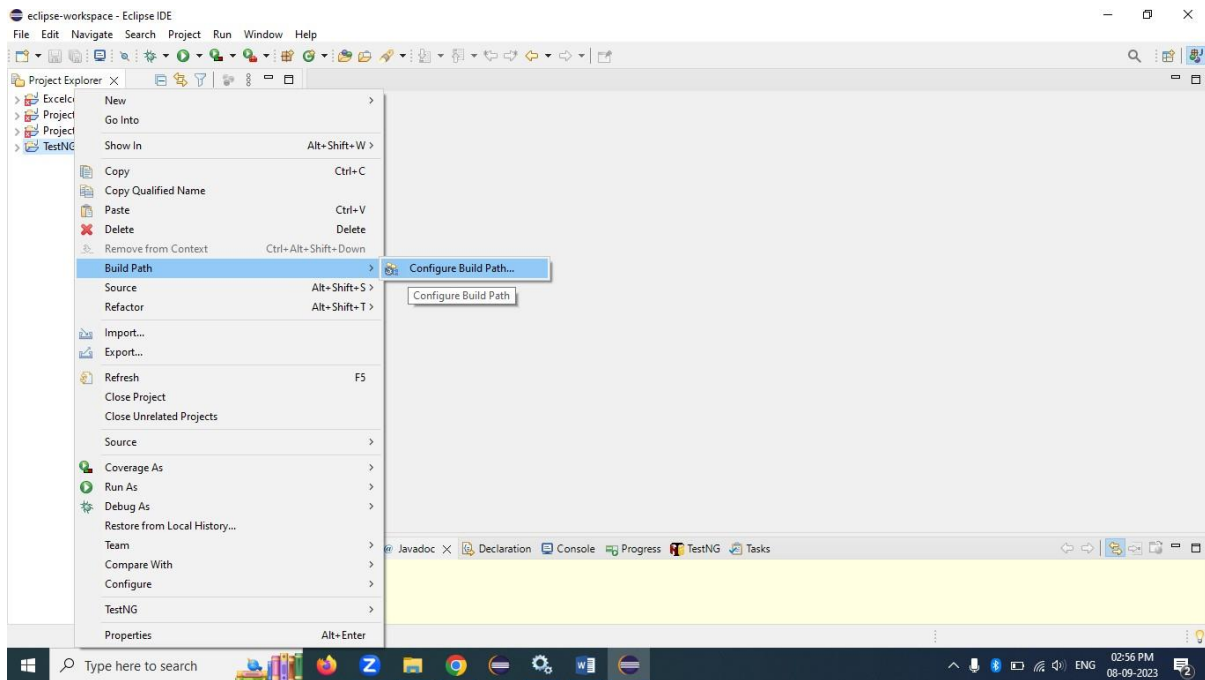 eclipse-workspace - Eclipse IDE
File Edit Navigate Search Project Run Window Help
Project Explorer
Project
Project
TestNG
New
Go Into
Show In Alt+Shift+W
Copy Ctrl+C
Copy Qualified Name
Paste Ctrl+V
Delete Delete
Remove from Context Ctrl+Alt+Shift+Down
Build Path
Configure Build Path...
Source Alt+Shift+S
Configure Build Path
Refactor Alt+Shift+T
Import...
Export...
Refresh F5
Close Project
Close Unrelated Projects
Source
Coverage As
Run As
Debug As
Restore from Local History...
Team
Compare With
Configure
TestNG
Properties Alt+Enter
@ Javadoc Declaration Console Progress TestNG Tasks
Type here to search
ENG
02:56 PM
08-09-2023
2